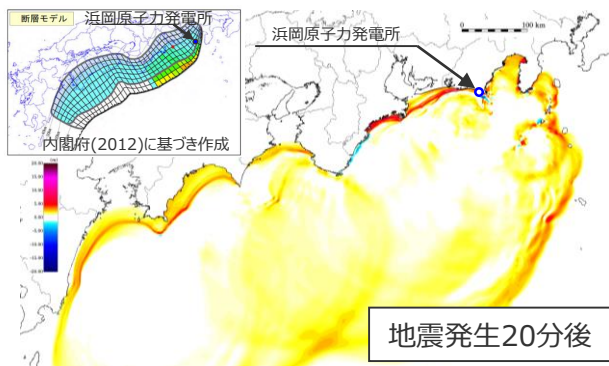 断層モデル
浜岡原子力発電所
内閣府(2012)に基づき作成
浜岡原子力発電所
0 100 km
地震発生20分後